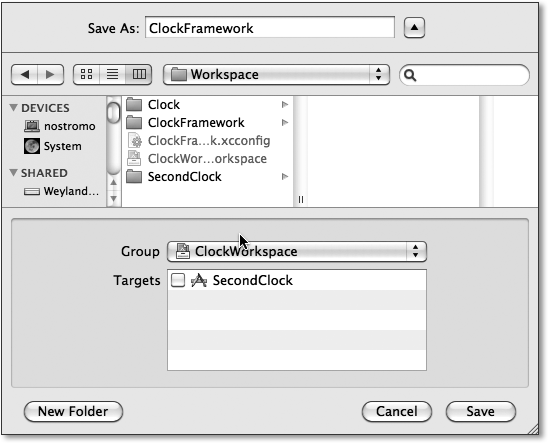 Save As: ClockFramework
Workspace
DEVICES
nostromo
System
SHARED
Weyland...
Clock
ClockFramework
ClockFra...k.xcconfig
ClockWor...orkspace
SecondClock
Group ClockWorkspace
Targets SecondClock
New Folder Cancel Save